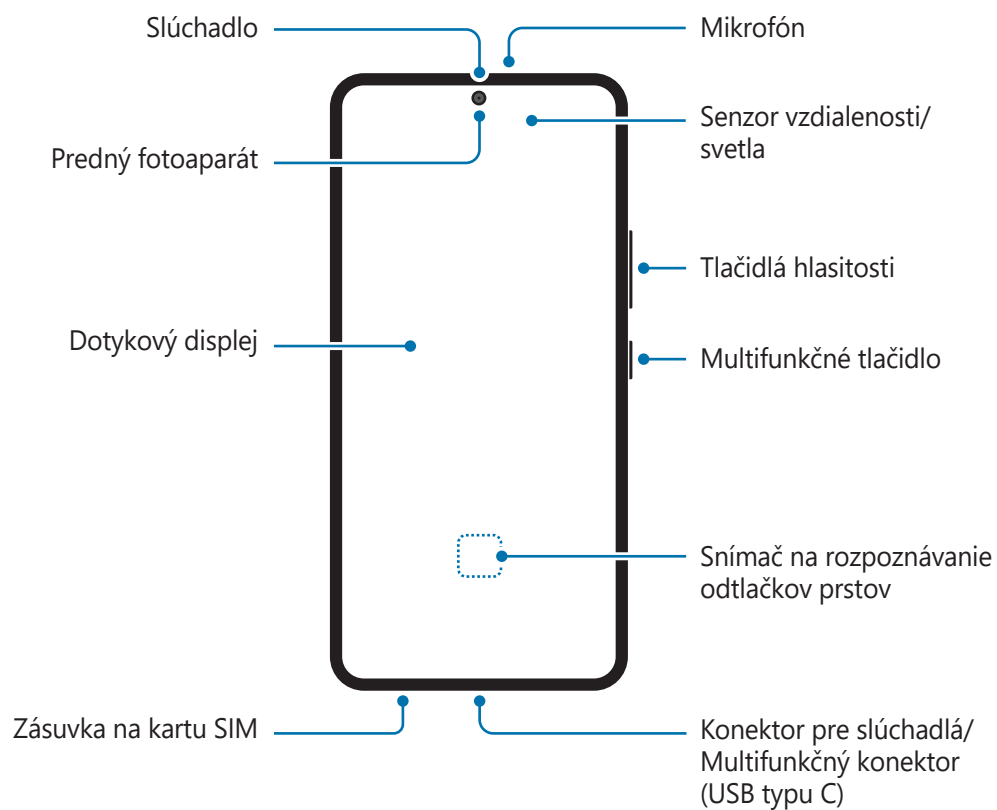 Slúchadlo
Mikrofón
Predný fotoaparát
Senzor vzdialenosti/
svetla
Tlačidlá hlasitosti
Dotykový displej
Multifunkčné tlačidlo
Snímač na rozpoznávanie
odtlačkov prstov
Zásuvka na kartu SIM
Konektor pre slúchadlá/
Multifunkčný konektor
(USB typu C)